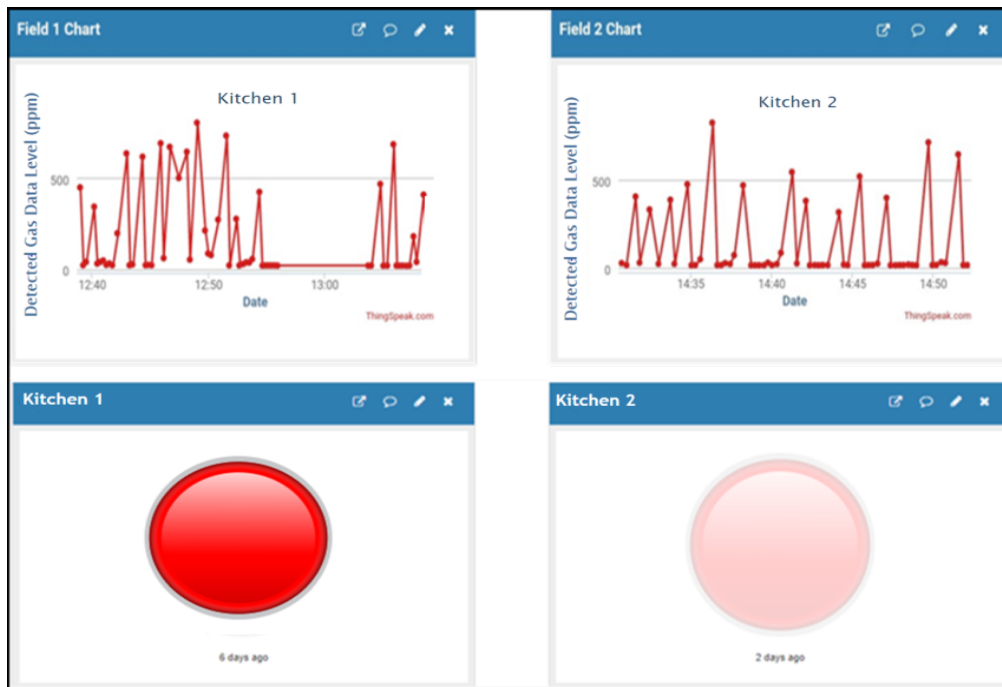 Field 1 Chart
Kitchen 1
Detected Gas Data Level (ppm)
500
0
12:40 12:50 13:00
Date
ThingSpeak.com
Field 2 Chart
Kitchen 2
Detected Gas Data Level (ppm)
500
0
14:35 14:40 14:45 14:50
Date
ThingSpeak.com
Kitchen 1
6 days ago
Kitchen 2
2 days ago